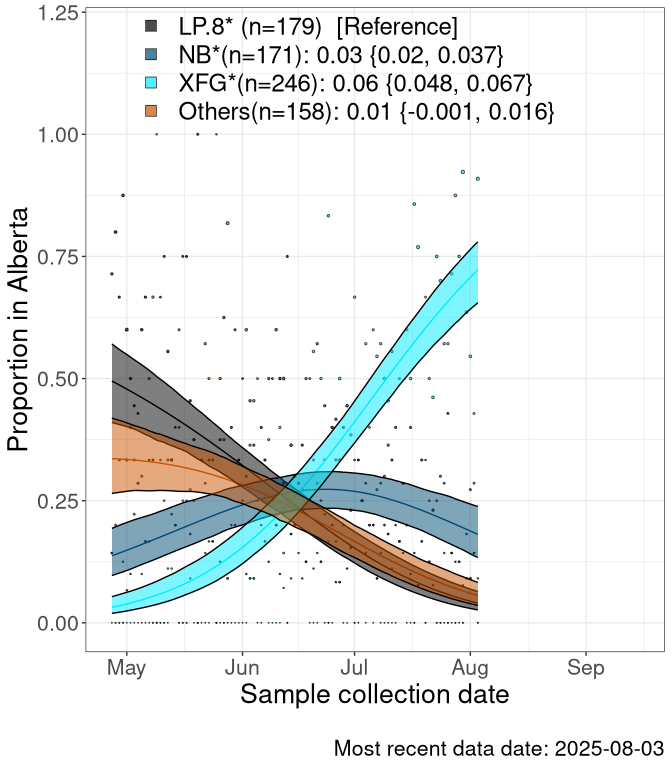 LP.8* (n=179)  [Reference]
NB*(n=171): 0.03 {0.02, 0.037}
XFG*(n=246): 0.06 {0.048, 0.067}
Others(n=158): 0.01 {-0.001, 0.016}
1.25
1.00
0.75
0.50
0.25
0.00
Proportion in Alberta
May Jun Jul Aug Sep
Sample collection date
Most recent data date: 2025-08-03